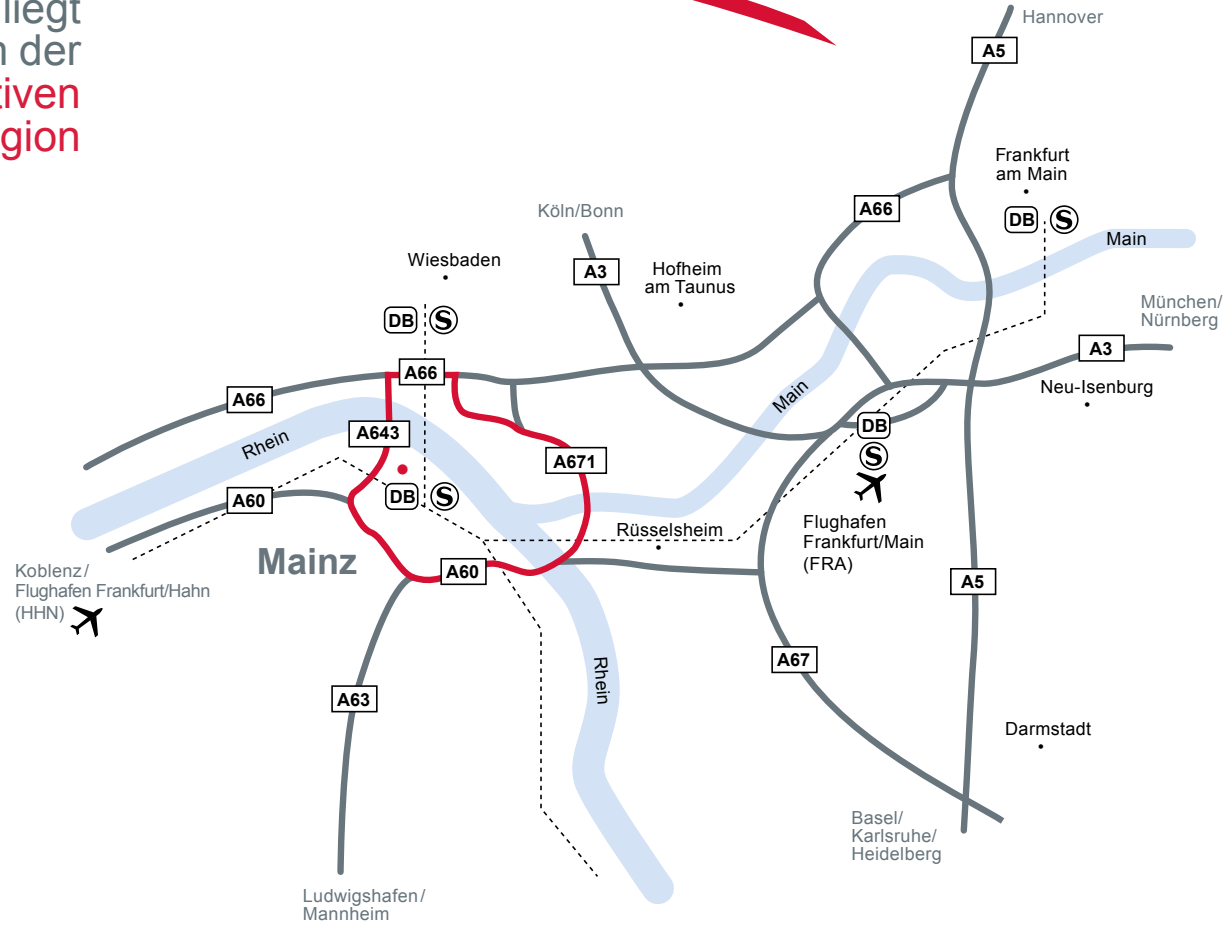 liegt
der
tiven
gion
Hannover
A5
Frankfurt
am Main
DB S
A66
Main
Köln/Bonn
A3
Hofheim
am Taunus
Wiesbaden
DB S
München/
Nürnberg
A3
Neu-Isenburg
A66
A66
Main
Rhein
A643
A671
DB
S
DB S
A60
Flughafen
Frankfurt/Main
(FRA)
Rüsselsheim
Mainz
A60
A5
Koblenz/
Flughafen Frankfurt/Hahn
(HHN)
Rhein
A67
A63
Darmstadt
Basel/
Karlsruhe/
Heidelberg
Ludwigshafen/
Mannheim